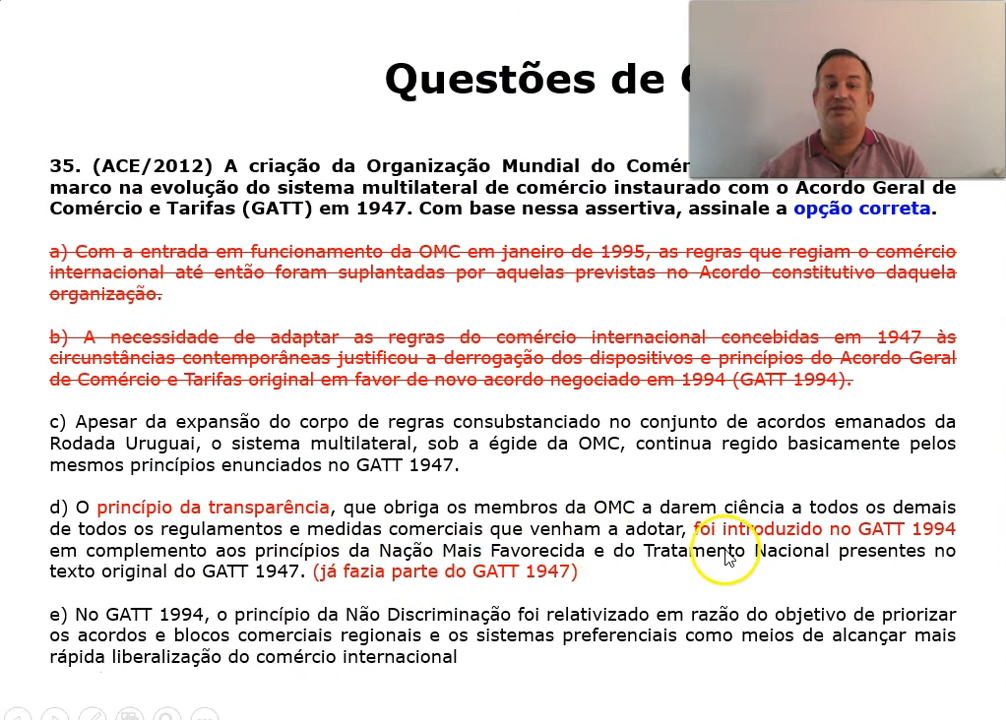 Questões de
35. (ACE/2012) A criação da Organização Mundial do
marco na evolução do sistema multilateral de comércio instaurado com o Acordo Geral de
Comércio e Tarifas (GATT) em 1947. Com base nessa assertiva, assinale a opção correta.
a) Com a entrada em funcionamento da OMC em janeiro de 1995, as regras que regiam o comércio
internacional até então foram suplantadas por aquelas previstas no Acordo constitutivo daquela
organização.
b) A necessidade de adaptar as regras do comércio internacional concebidas em 1947 às
circunstâncias contemporâneas justificou a derrogação dos dispositivos e princípios do Acordo Geral
de Comércio e Tarifas original em favor de novo acordo negociado em 1994 (GATT 1994).
c) Apesar da expansão do corpo de regras consubstanciado no conjunto de acordos emanados da
Rodada Uruguai, o sistema multilateral, sob a égide da OMC, continua regido basicamente pelos
mesmos princípios enunciados no GATT 1947.
d) O princípio da transparência, que obriga os membros da OMC a darem ciência a todos os demais
de todos os regulamentos e medidas comerciais que venham a adotar, foi introduzido no GATT 1994
em complemento aos princípios da Nação Mais Favorecida e do Tratamento Nacional presentes no
texto original do GATT 1947. (já fazia parte do GATT 1947)
e) No GATT 1994, o princípio da Não Discriminação foi relativizado em razão do objetivo de priorizar
os acordos e blocos comerciais regionais e os sistemas preferenciais como meios de alcançar mais
rápida liberalização do comércio internacional